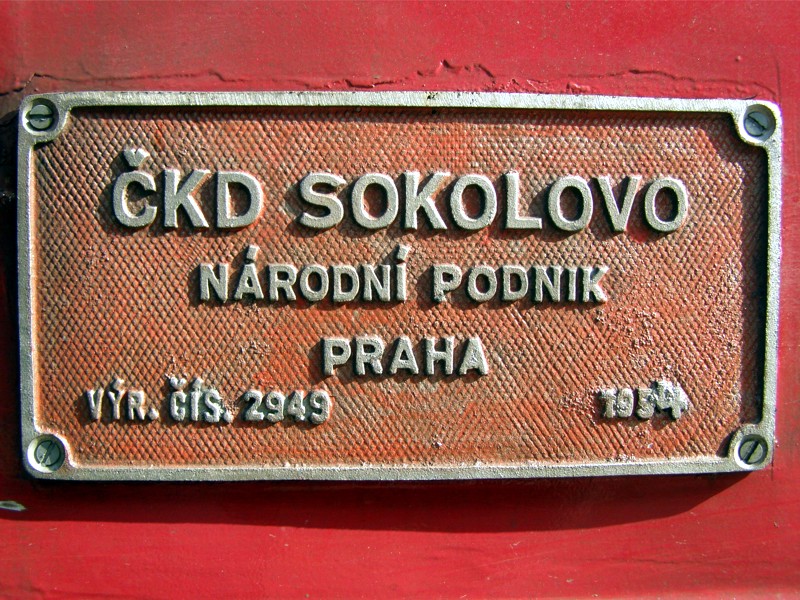 ČKD SOKOLOVO
NÁRODNÍ PODNIK
PRAHA
VÝR. ČÍS. 2949 1954